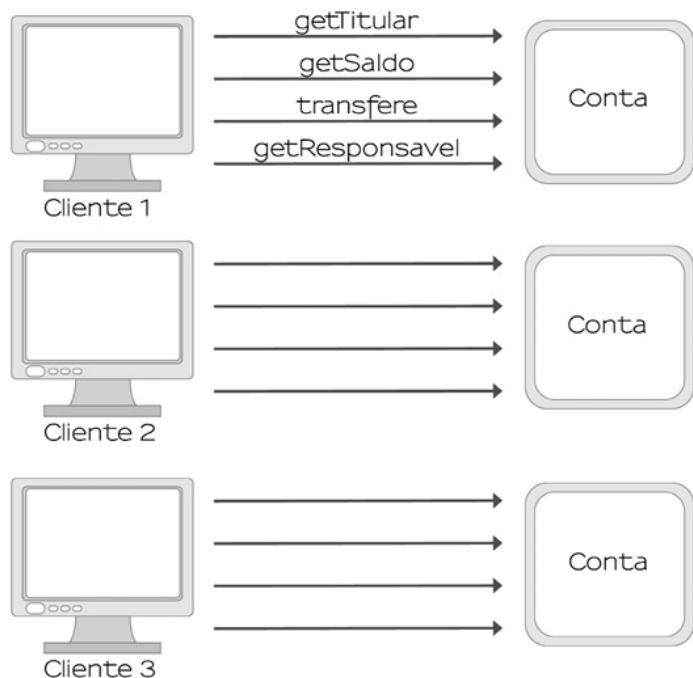 getTitular
getSaldo
transfere
getResponsavel
Conta
Cliente 1
Conta
Cliente 2
Conta
Cliente 3